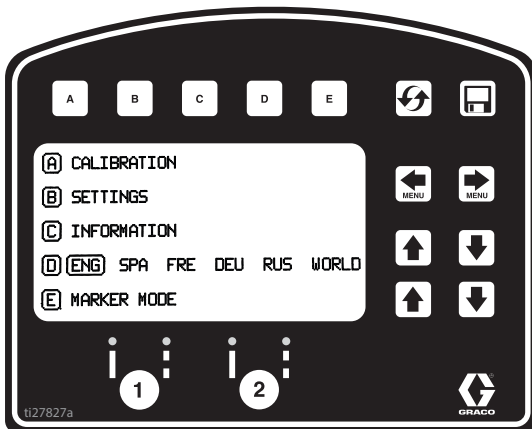 A B C D E
A CALIBRATION
MENU MENU
B SETTINGS
C INFORMATION
D ENG SPA FRE DEU RUS WORLD
E MARKER MODE
1 2
ti27827a
GRACO